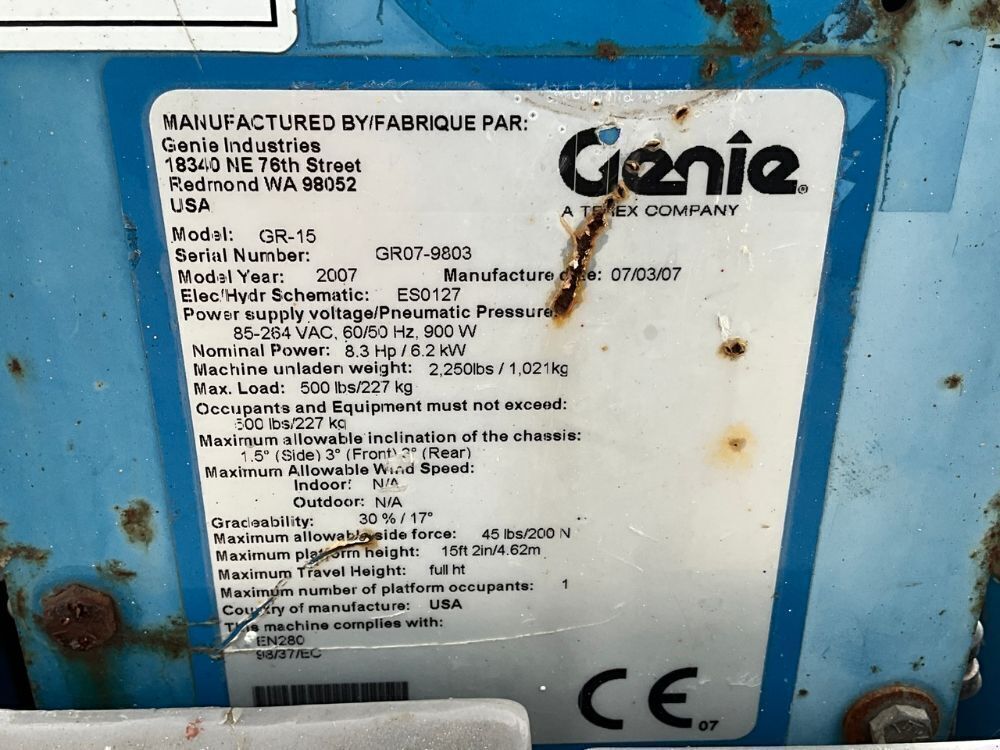 MANUFACTURED BY/FABRIQUE PAR:
Genie Industries
18340 NE 76th Street
Redmond WA 98052
USA
Genie
A TEREX COMPANY
Model: GR-15
Serial Number: GR07-9803
Model Year: 2007 Manufacture date: 07/03/07
Elec/Hydr Schematic: ES0127
Power supply voltage/Pneumatic Pressure:
85-264 VAC, 60/50 Hz, 900 W
Nominal Power: 8.3 Hp / 6.2 kW
Machine unladen weight: 2,250lbs / 1,021kg
Max. Load: 500 lbs/227 kg
Occupants and Equipment must not exceed:
500 lbs/227 kg
Maximum allowable inclination of the chassis:
1.5° (Side) 3° (Front) 3° (Rear)
Maximum Allowable Wind Speed:
Indoor: N/A
Outdoor: N/A
Gradeability: 30 % / 17°
Maximum allowable side force: 45 lbs/200 N
Maximum platform height: 15ft 2in/4.62m
Maximum Travel Height: full ht
Maximum number of platform occupants: 1
Country of manufacture: USA
This machine complies with:
EN280
98/37/EC
CE 07